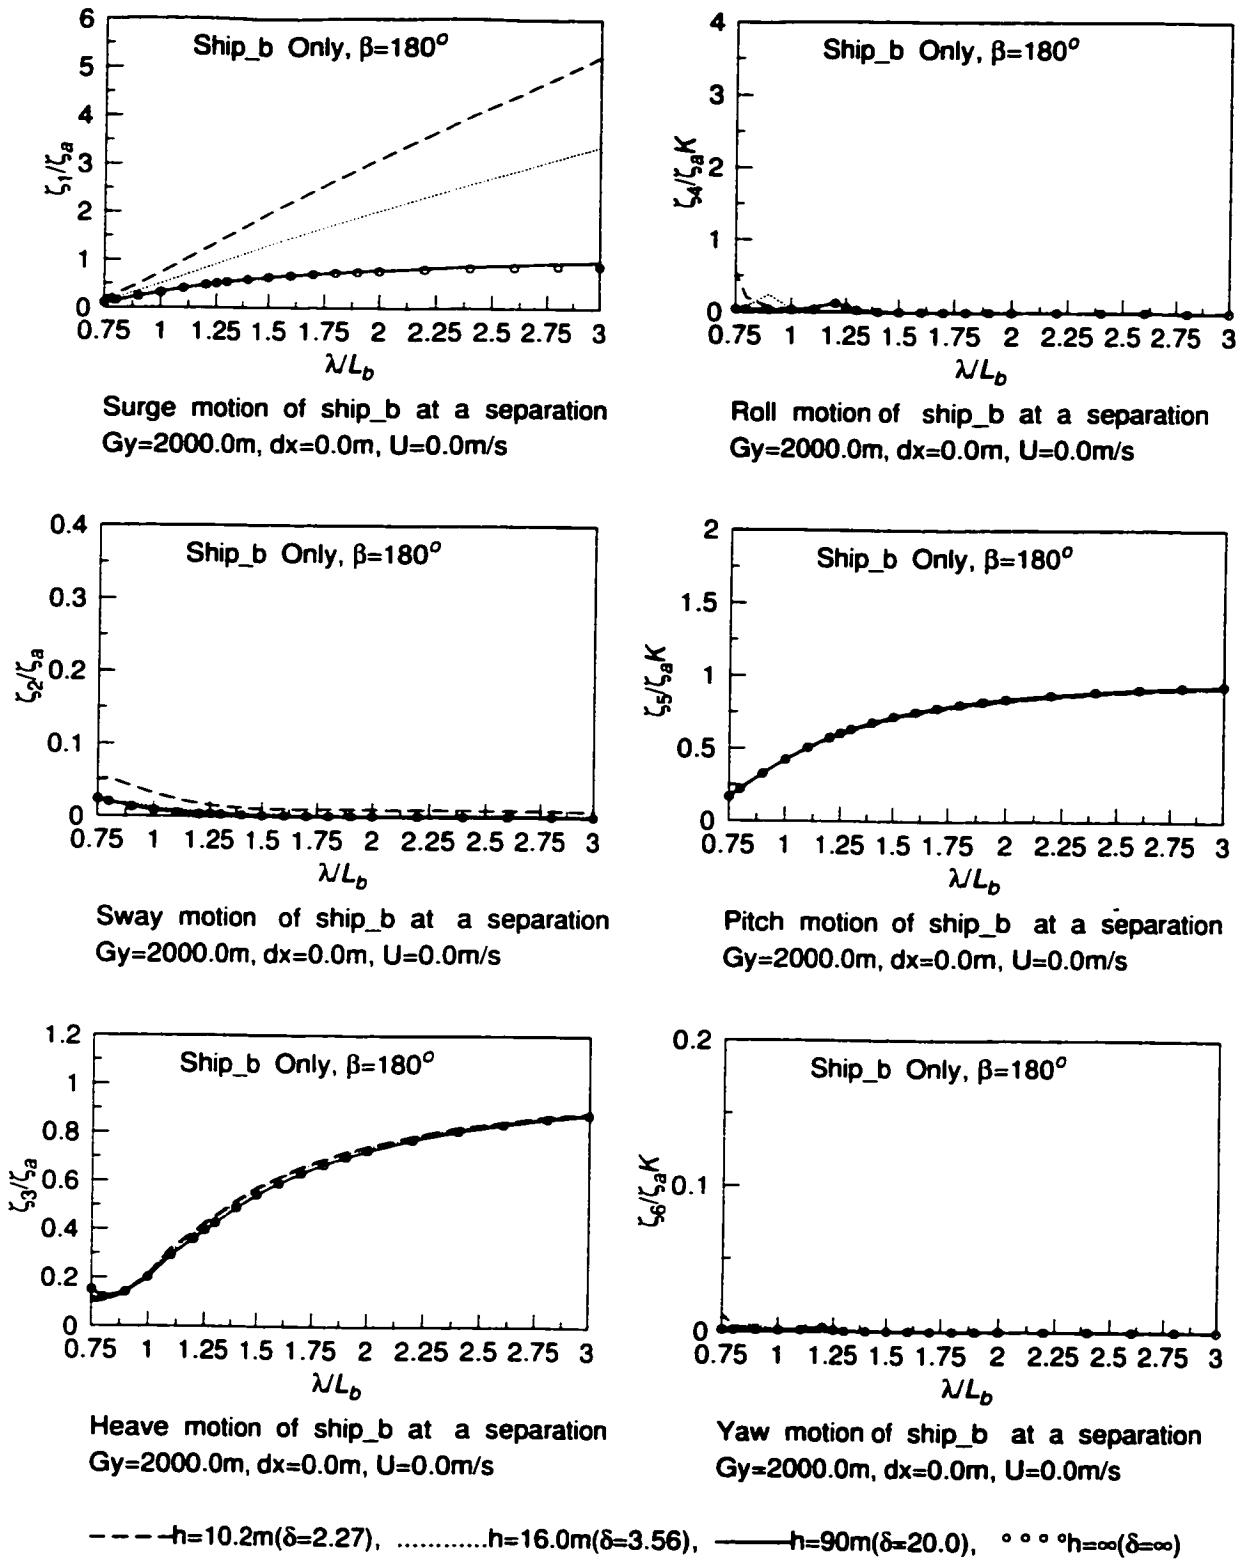 6
5
4
3
2
1
0
ζ1/ζa
Ship_b Only, β=180°
0.75 1 1.25 1.5 1.75 2 2.25 2.5 2.75 3
λ/Lb
Surge motion of ship_b at a separation
Gy=2000.0m, dx=0.0m, U=0.0m/s
4
3
2
1
0
ζ4/ζaK
Ship_b Only, β=180°
0.75 1 1.25 1.5 1.75 2 2.25 2.5 2.75 3
λ/Lb
Roll motion of ship_b at a separation
Gy=2000.0m, dx=0.0m, U=0.0m/s
0.4
0.3
0.2
0.1
0
ζ2/ζa
Ship_b Only, β=180°
0.75 1 1.25 1.5 1.75 2 2.25 2.5 2.75 3
λ/Lb
Sway motion of ship_b at a separation
Gy=2000.0m, dx=0.0m, U=0.0m/s
2
1.5
1
0.5
0
ζ5/ζaK
Ship_b Only, β=180°
0.75 1 1.25 1.5 1.75 2 2.25 2.5 2.75 3
λ/Lb
Pitch motion of ship_b at a separation
Gy=2000.0m, dx=0.0m, U=0.0m/s
1.2
1
0.8
0.6
0.4
0.2
0
ζ3/ζa
Ship_b Only, β=180°
0.75 1 1.25 1.5 1.75 2 2.25 2.5 2.75 3
λ/Lb
Heave motion of ship_b at a separation
Gy=2000.0m, dx=0.0m, U=0.0m/s
0.2
0.1
0
ζ6/ζaK
Ship_b Only, β=180°
0.75 1 1.25 1.5 1.75 2 2.25 2.5 2.75 3
λ/Lb
Yaw motion of ship_b at a separation
Gy=2000.0m, dx=0.0m, U=0.0m/s
h=10.2m(δ=2.27), ............h=16.0m(δ=3.56), h=90m(δ=20.0), ° ° ° °h=∞(δ=∞)